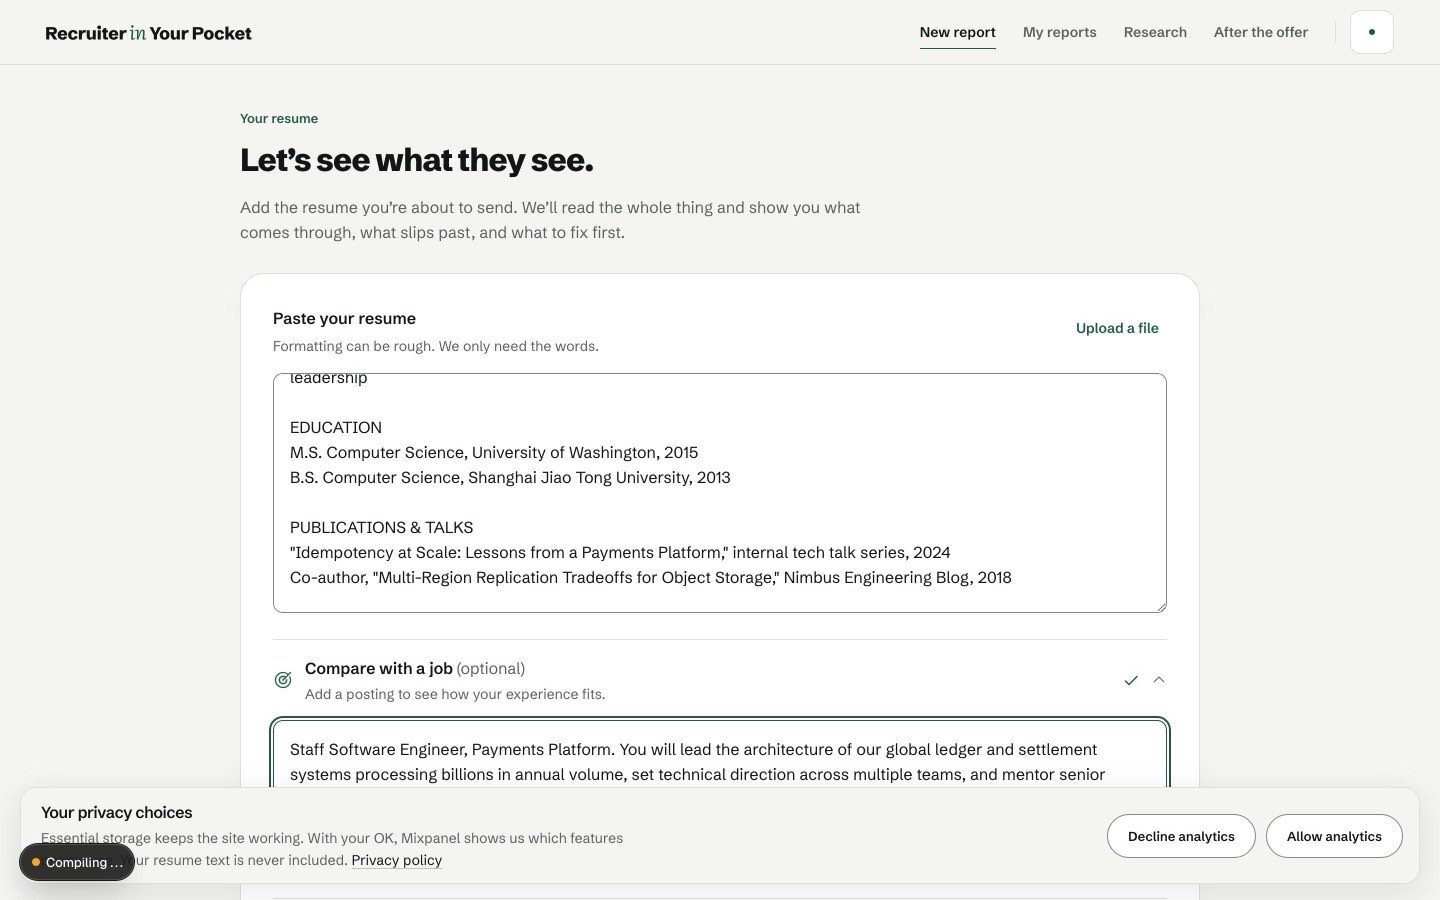 Recruiter in Your Pocket
New report
My reports
Research
After the offer
Your resume
Let's see what they see.
Add the resume you're about to send. We'll read the whole thing and show you what
comes through, what slips past, and what to fix first.
Paste your resume
Formatting can be rough. We only need the words.
Upload a file
leadership
EDUCATION
M.S. Computer Science, University of Washington, 2015
B.S. Computer Science, Shanghai Jiao Tong University, 2013
PUBLICATIONS & TALKS
"Idempotency at Scale: Lessons from a Payments Platform," internal tech talk series, 2024
Co-author, "Multi-Region Replication Tradeoffs for Object Storage," Nimbus Engineering Blog, 2018
Compare with a job (optional)
Add a posting to see how your experience fits.
Staff Software Engineer, Payments Platform. You will lead the architecture of our global ledger and settlement
systems processing billions in annual volume, set technical direction across multiple teams, and mentor senior
Your privacy choices
Essential storage keeps the site working. With your OK, Mixpanel shows us which features
our resume text is never included. Privacy policy
Decline analytics
Allow analytics
Compiling ...